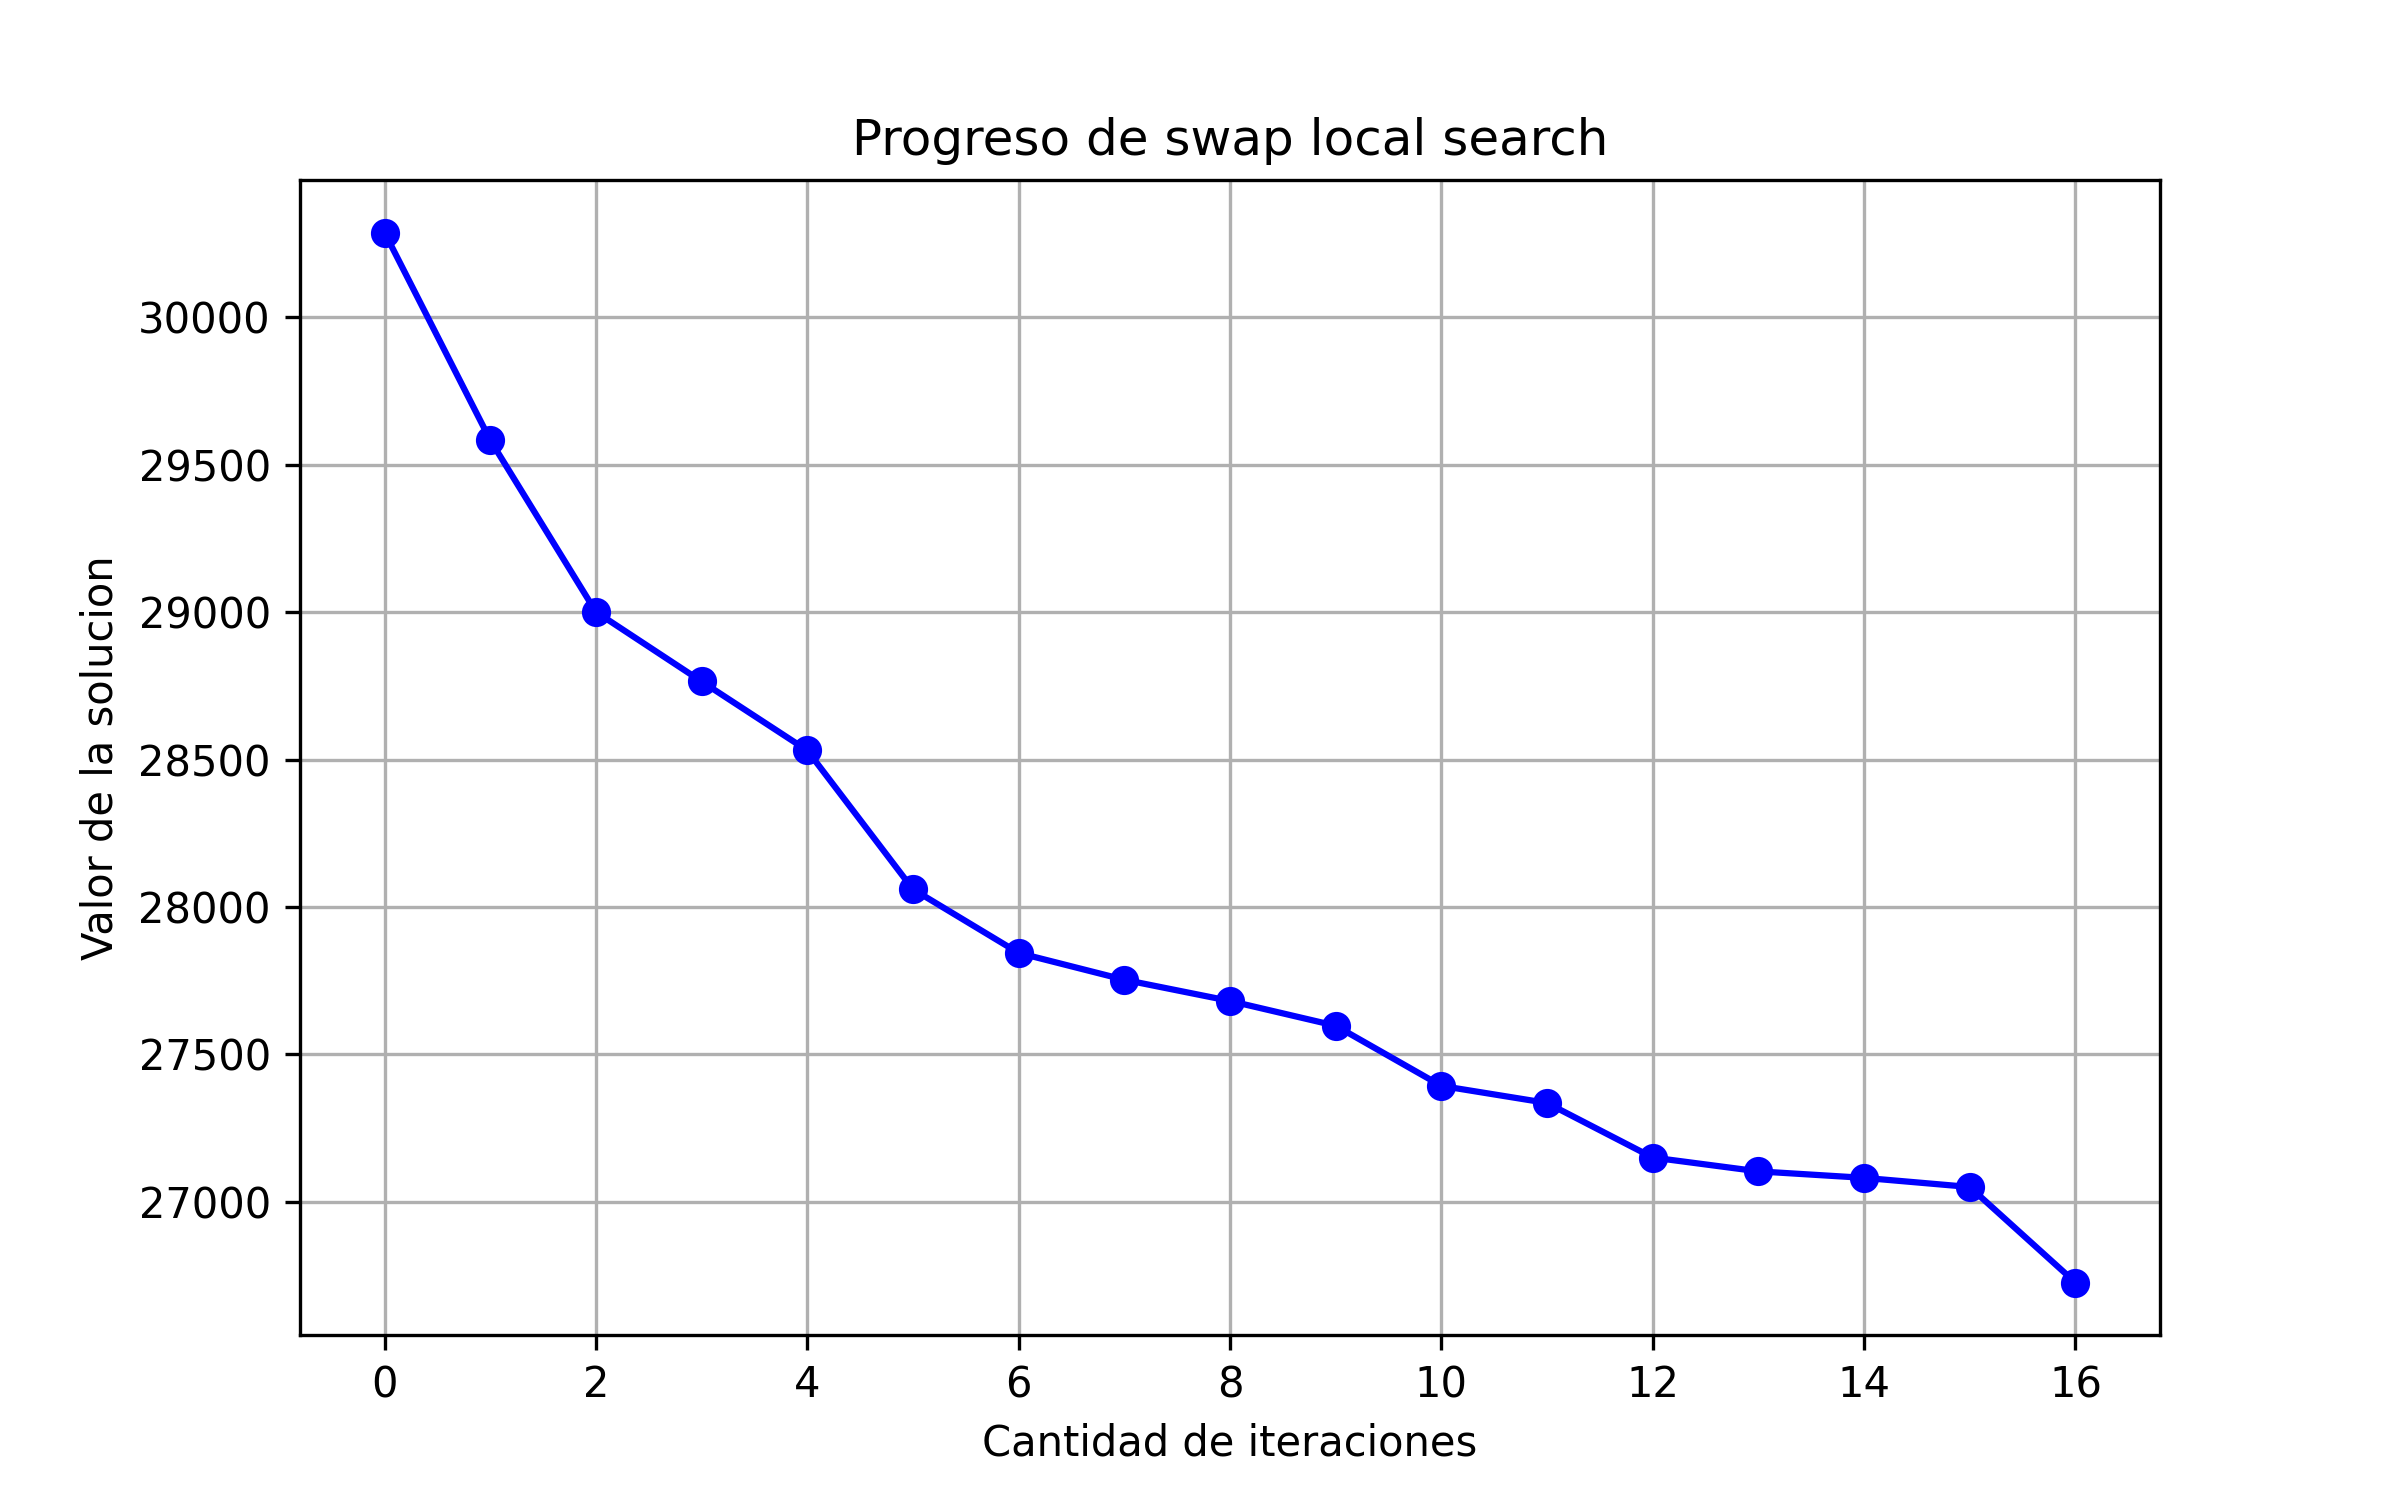 Progreso de swap local search
Valor de la solucion
30000
29500
29000
28500
28000
27500
27000
0 2 4 6 8 10 12 14 16
Cantidad de iteraciones